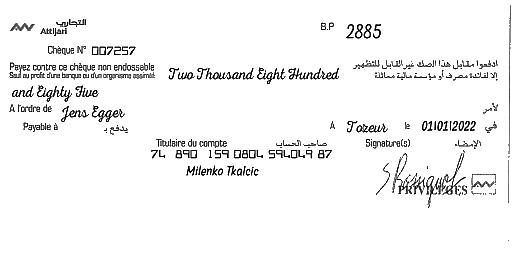 التجاري
Attijari
B.P 2885
Chèque N° 007257
Payez contre ce chèque non endossable
ادفعوا مقابل هذا الصك غير القابل للتظهير
Seul au profit d'une banque ou d'un organisme assimilé
Two Thousand Eight Hundred
إلا لفائدة مصرف أو مؤسسة مالية مماثلة
and Eighty Five
A l'ordre de Jens Egger
لأمر
Payable à يدفع بـ
A Tozeur le 01/01/2022 في
Titulaire du compte صاحب الحساب
Signature(s) الإمضاء
74 890 159 0804 594049 87
Milenko Tkalcic
PRIVILEGES